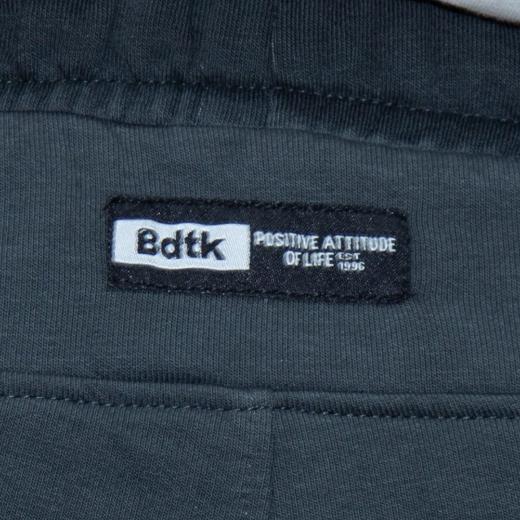 Bdtk
POSITIVE ATTITUDE
OF LIFE EST
1996